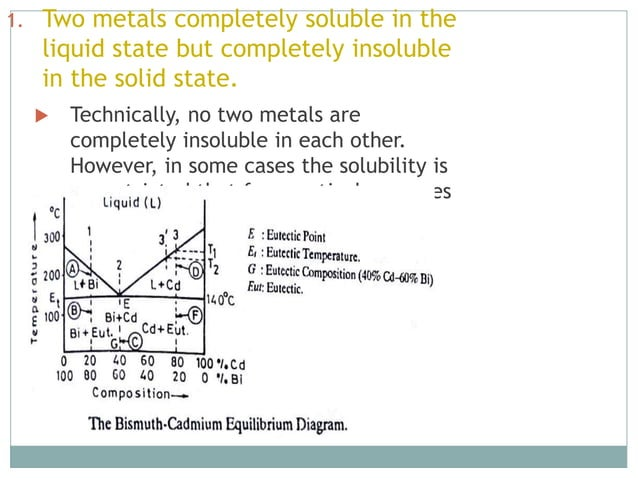 1. Two metals completely soluble in the
liquid state but completely insoluble
in the solid state.
Technically, no two metals are
completely insoluble in each other.
However, in some cases the solubility is
es
Liquid (L)
°C
300
200
E₁
100
Temperature
1
2
3' 3
T₁
T₂
A
D
L+Bi
L+Cd
E
140°C
B
Bi+Cd
F
Bi+Eut.
Cd+Eut.
G
C
0 20 40 60 80 100 %.Cd
100 80 60 40 20 0 %.Bi
Composition
E : Eutectic Point
E₁ : Eutectic Temperature.
G : Eutectic Composition (40% Cd-60% Bi)
Eut: Eutectic.
The Bismuth-Cadmium Equilibrium Diagram.